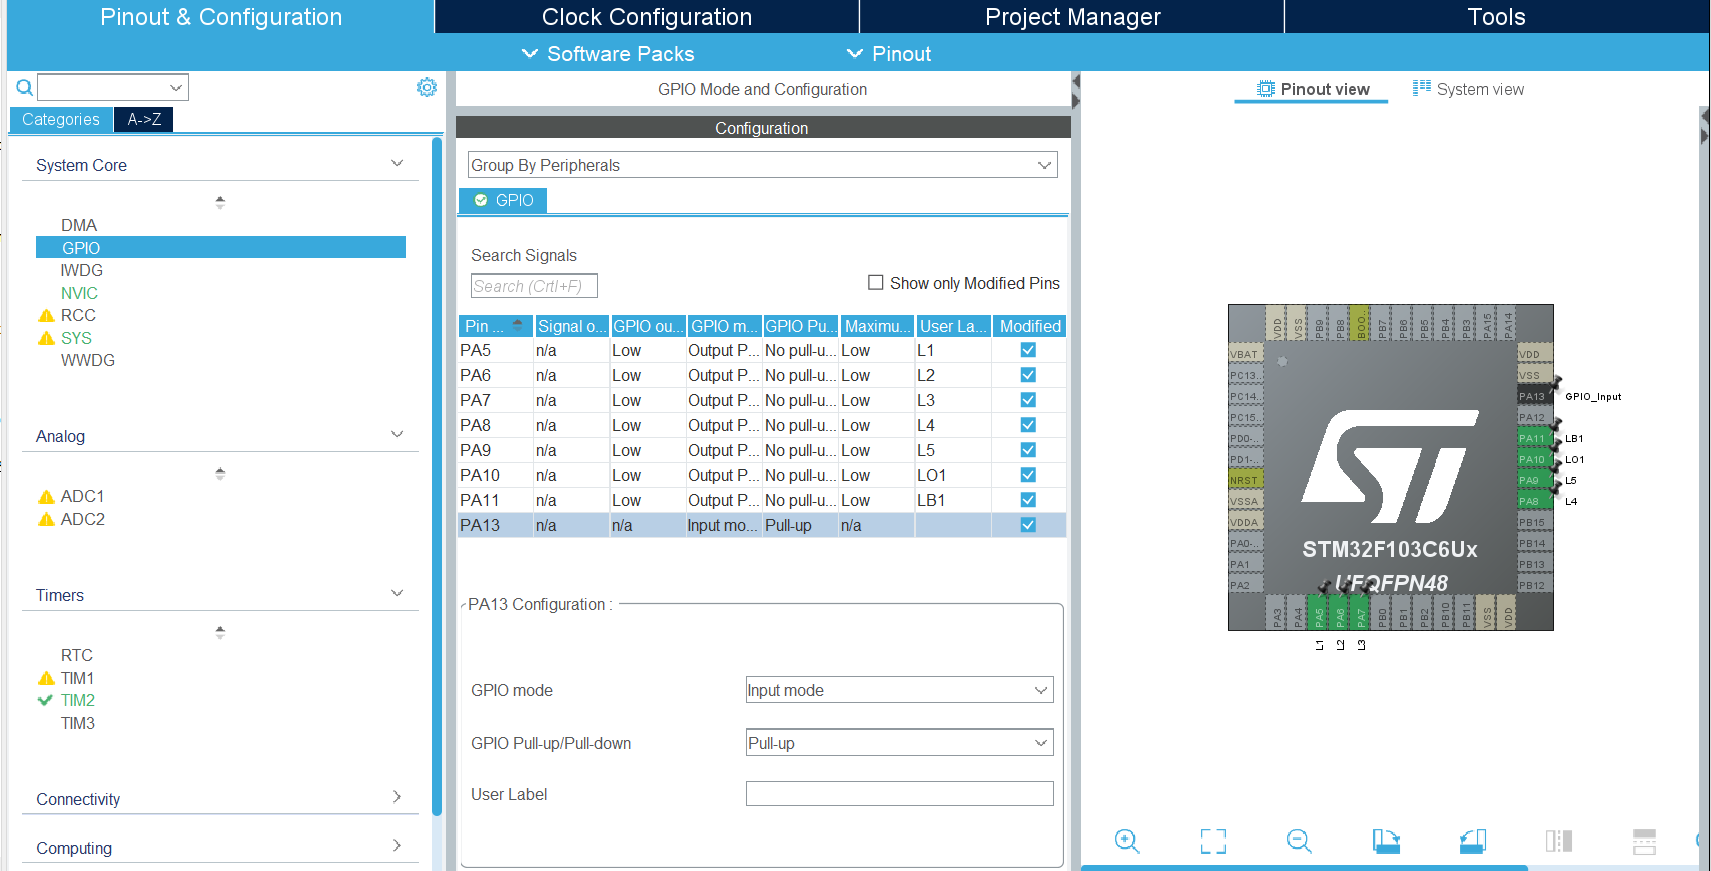 Pinout & Configuration
Clock Configuration
Project Manager
Tools
Software Packs
Pinout
Categories
A->Z
System Core
DMA
GPIO
IWDG
NVIC
RCC
SYS
WWDG
Analog
ADC1
ADC2
Timers
RTC
TIM1
TIM2
TIM3
Connectivity
Computing
GPIO Mode and Configuration
Configuration
Group By Peripherals
GPIO
Search Signals
Search (CrtI+F)
Show only Modified Pins
Pin ... Signal o... GPIO ou... GPIO m... GPIO Pu... Maximu... User La... Modified
PA5 n/a Low Output P... No pull-u... Low L1
PA6 n/a Low Output P... No pull-u... Low L2
PA7 n/a Low Output P... No pull-u... Low L3
PA8 n/a Low Output P... No pull-u... Low L4
PA9 n/a Low Output P... No pull-u... Low L5
PA10 n/a Low Output P... No pull-u... Low LO1
PA11 n/a Low Output P... No pull-u... Low LB1
PA13 n/a n/a Input mo... Pull-up n/a
PA13 Configuration :
GPIO mode Input mode
GPIO Pull-up/Pull-down Pull-up
User Label
Pinout view
System view
VDD
VSS
PB9
PB8
BOO..
PB7
PB6
PB5
PB4
PB3
PA15
PA14
VBAT
PC13..
PC14..
PC15..
PD0-..
PD1-..
NRST
VSSA
VDDA
PA0-..
PA1
PA2
VDD
VSS
PA13 GPIO_Input
PA12
PA11 LB1
PA10 LO1
PA9 L5
PA8 L4
PB15
PB14
PB13
PB12
ST
STM32F103C6Ux
UFQFPN48
PA3
PA4
PA5
PA6
PA7
PB0
PB1
PB2
PB10
PB11
VSS
VDD
L1
L2
L3